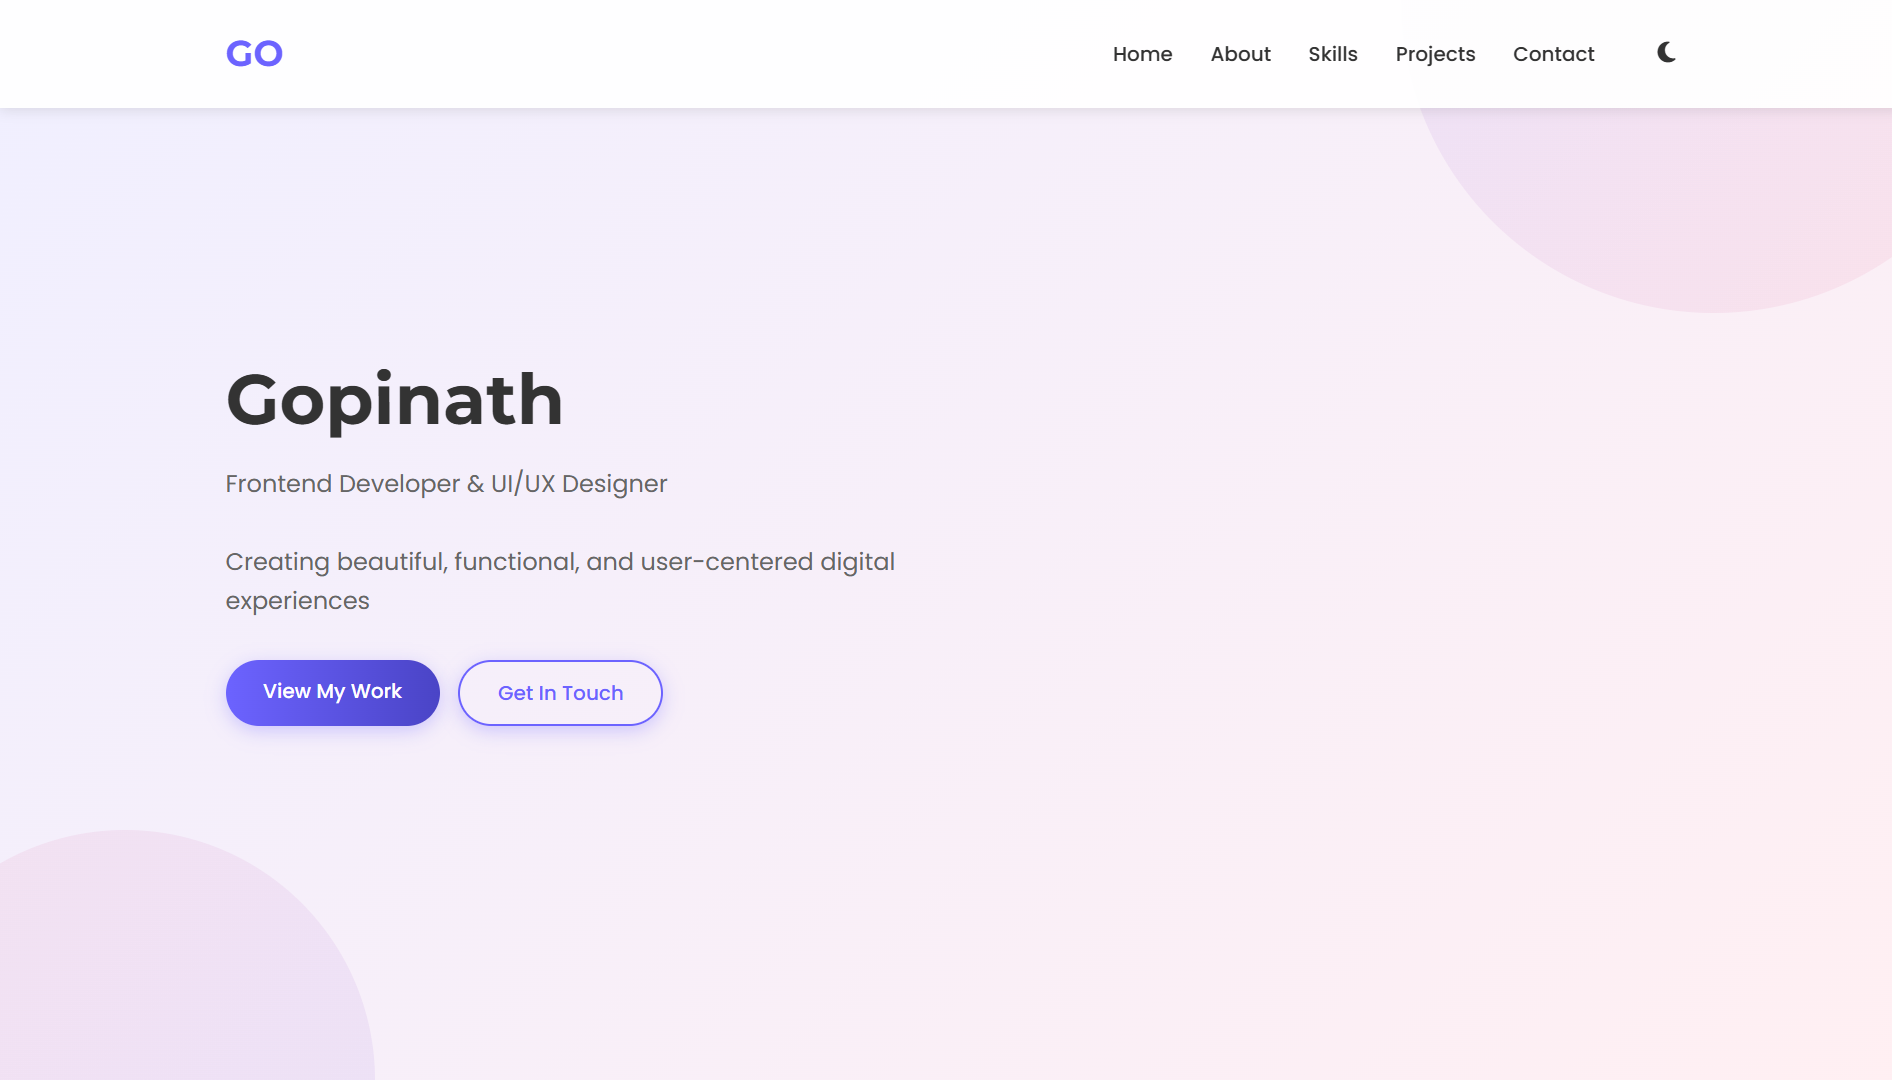 GO
Home About Skills Projects Contact
Gopinath
Frontend Developer & UI/UX Designer
Creating beautiful, functional, and user-centered digital
experiences
View My Work Get In Touch